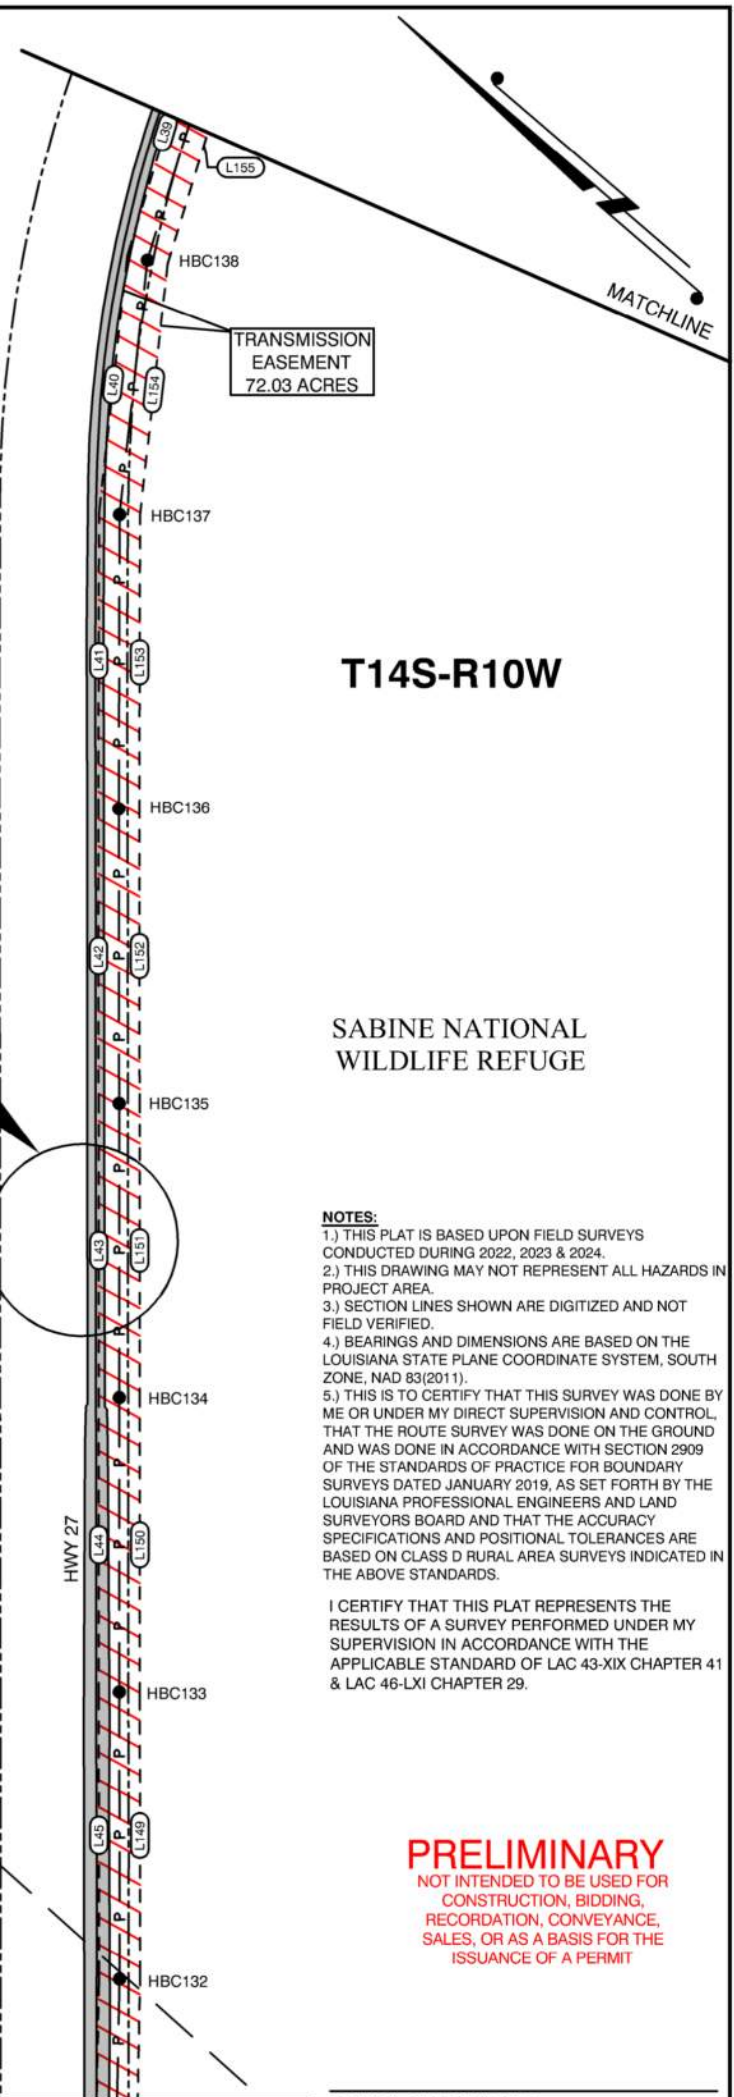 L39
P
L155
P
HBC138
MATCHLINE
P
TRANSMISSION
EASEMENT
72.03 ACRES
L40
P
L154
P
HBC137
P
T14S-R10W
L41
P
L153
P
HBC136
P
L42
P
L152
SABINE NATIONAL
WILDLIFE REFUGE
P
HBC135
P
L43
P
L151
P
HBC134
P
HWY 27
L44
P
L150
P
HBC133
P
L45
P
L149
P
HBC132
P
NOTES:
1.) THIS PLAT IS BASED UPON FIELD SURVEYS
CONDUCTED DURING 2022, 2023 & 2024.
2.) THIS DRAWING MAY NOT REPRESENT ALL HAZARDS IN
PROJECT AREA.
3.) SECTION LINES SHOWN ARE DIGITIZED AND NOT
FIELD VERIFIED.
4.) BEARINGS AND DIMENSIONS ARE BASED ON THE
LOUISIANA STATE PLANE COORDINATE SYSTEM, SOUTH
ZONE, NAD 83(2011).
5.) THIS IS TO CERTIFY THAT THIS SURVEY WAS DONE BY
ME OR UNDER MY DIRECT SUPERVISION AND CONTROL,
THAT THE ROUTE SURVEY WAS DONE ON THE GROUND
AND WAS DONE IN ACCORDANCE WITH SECTION 2909
OF THE STANDARDS OF PRACTICE FOR BOUNDARY
SURVEYS DATED JANUARY 2019, AS SET FORTH BY THE
LOUISIANA PROFESSIONAL ENGINEERS AND LAND
SURVEYORS BOARD AND THAT THE ACCURACY
SPECIFICATIONS AND POSITIONAL TOLERANCES ARE
BASED ON CLASS D RURAL AREA SURVEYS INDICATED IN
THE ABOVE STANDARDS.
I CERTIFY THAT THIS PLAT REPRESENTS THE
RESULTS OF A SURVEY PERFORMED UNDER MY
SUPERVISION IN ACCORDANCE WITH THE
APPLICABLE STANDARD OF LAC 43-XIX CHAPTER 41
& LAC 46-LXI CHAPTER 29.
PRELIMINARY
NOT INTENDED TO BE USED FOR
CONSTRUCTION, BIDDING,
RECORDATION, CONVEYANCE,
SALES, OR AS A BASIS FOR THE
ISSUANCE OF A PERMIT